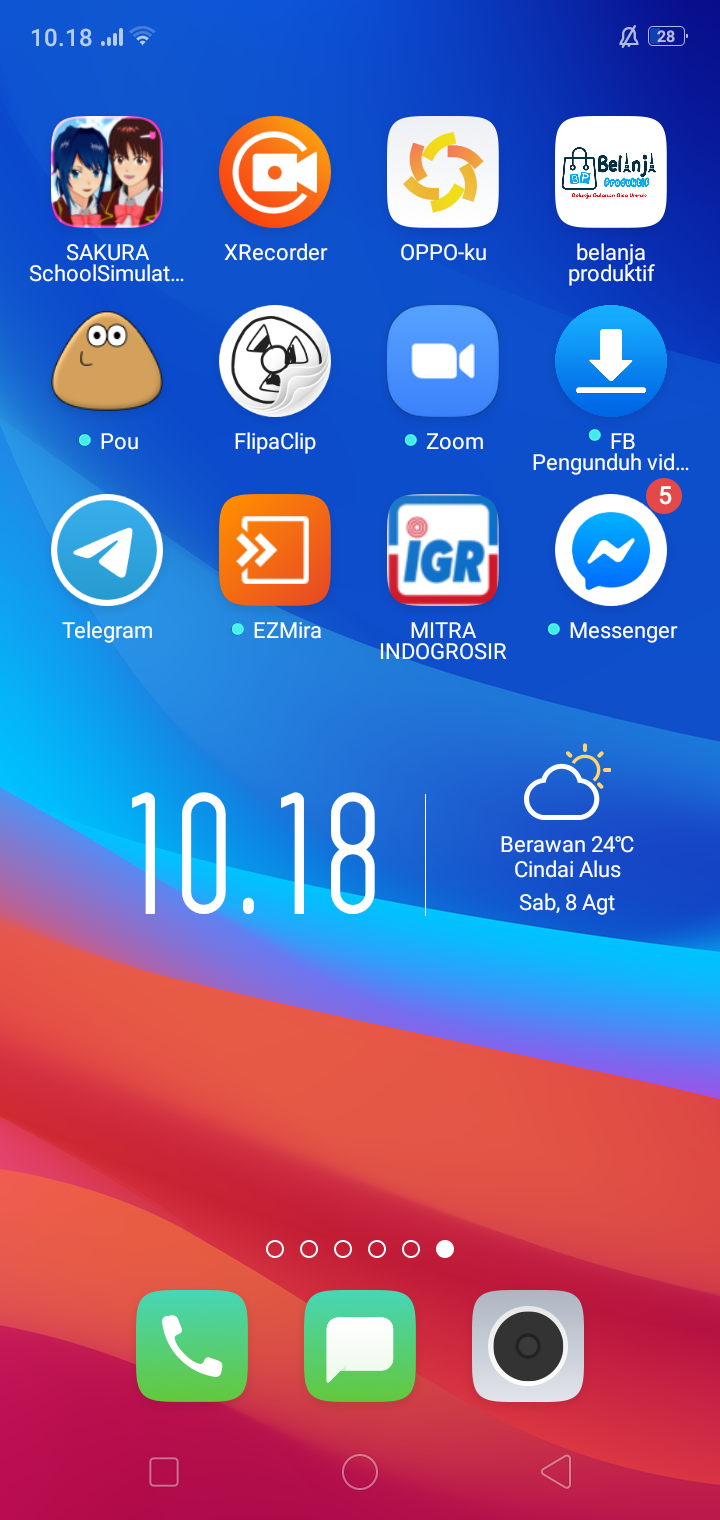 10.18
28
Belanja
BP Produktif
SAKURA
SchoolSimulat...
XRecorder
OPPO-ku
belanja
produktif
Pou
FlipaClip
Zoom
FB
Pengunduh vid...
5
IGR
Telegram
EZMira
MITRA
INDOGROSIR
Messenger
10.18
Berawan 24℃
Cindai Alus
Sab, 8 Agt